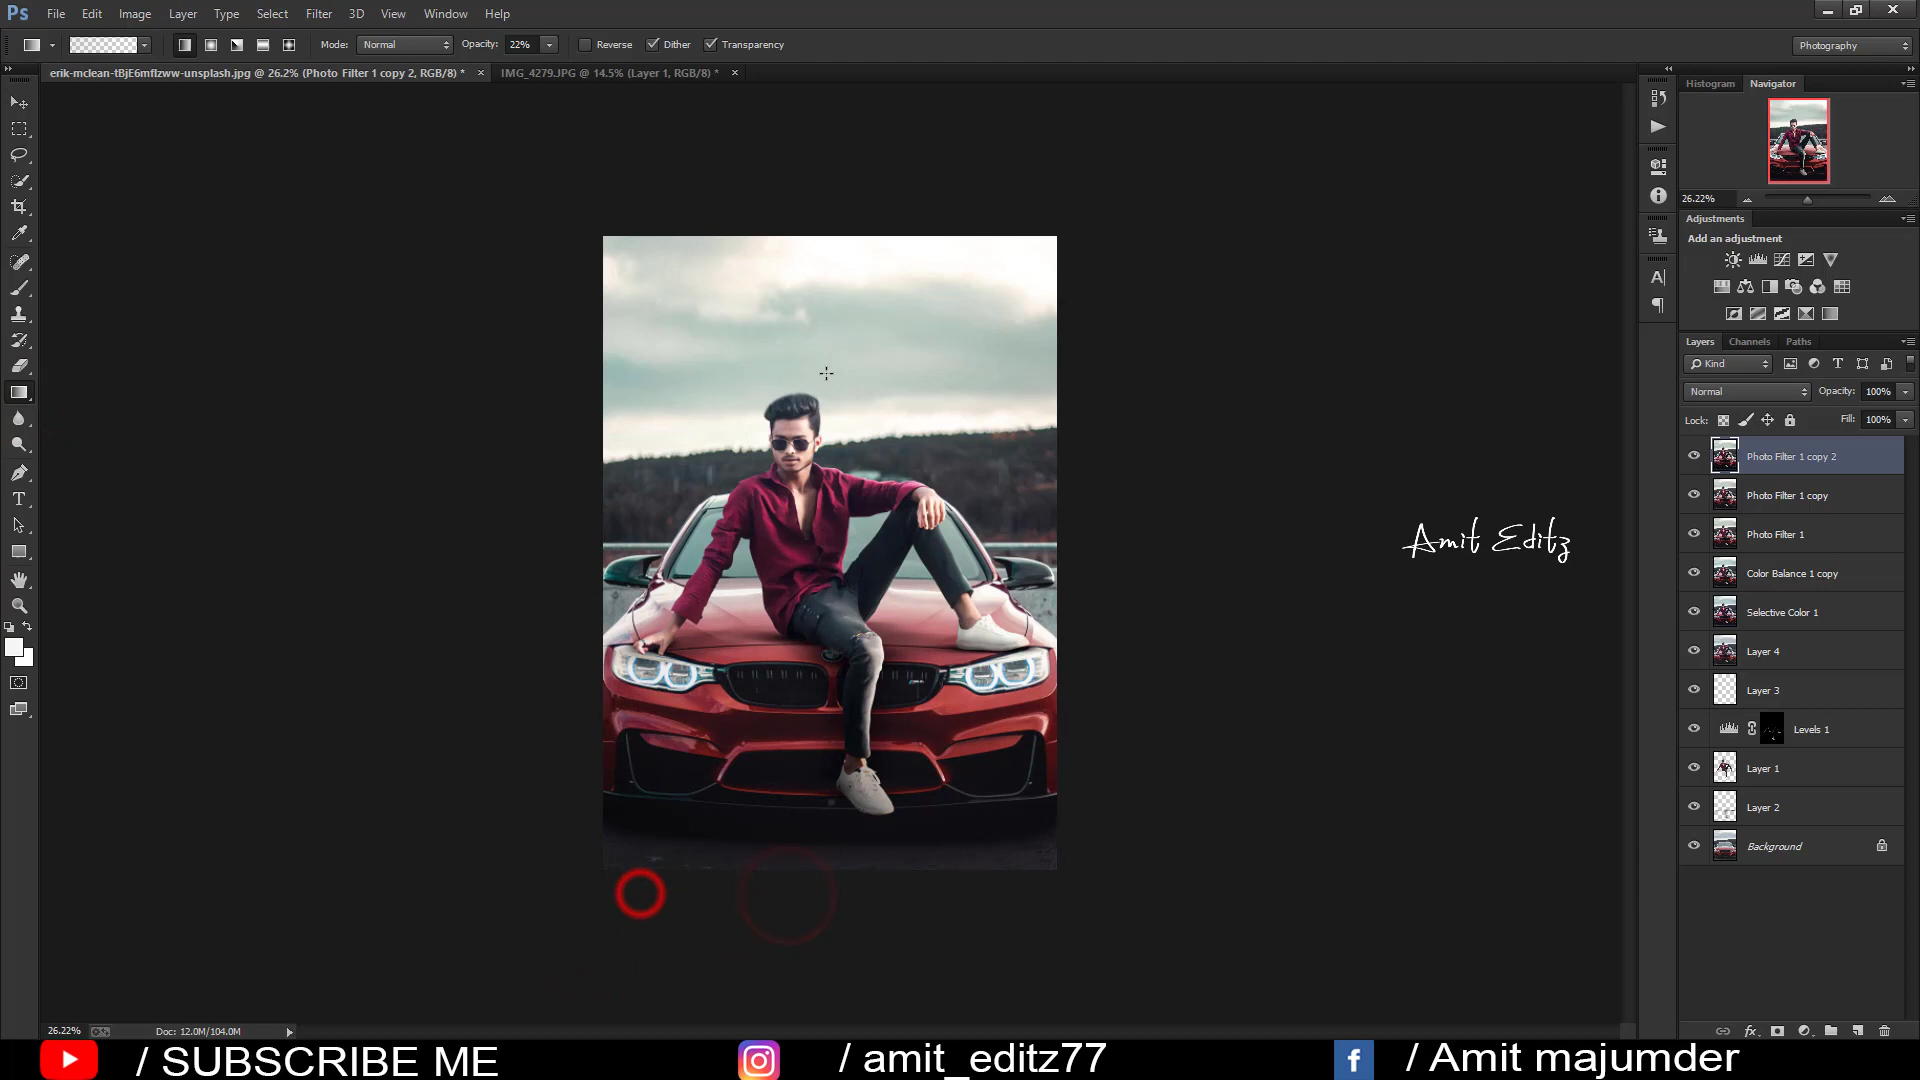 Ps File Edit Image Layer Type Select Filter 3D View Window Help
Mode: Normal Opacity: 22% Reverse Dither Transparency Photography
erik-mclean-tBjE6mflzww-unsplash.jpg @ 26.2% (Photo Filter 1 copy 2, RGB/8) * × IMG_4279.JPG @ 14.5% (Layer 1, RGB/8) * ×
Histogram Navigator
26.22%
Adjustments
Add an adjustment
Layers Channels Paths
Kind
Normal Opacity: 100%
Lock: Fill: 100%
Photo Filter 1 copy 2
Photo Filter 1 copy
Photo Filter 1
Color Balance 1 copy
Selective Color 1
Layer 4
Layer 3
Levels 1
Layer 1
Layer 2
Background
Amit Editz
26.22% Doc: 12.0M/104.0M
/ SUBSCRIBE ME / amit_editz77 / Amit majumder